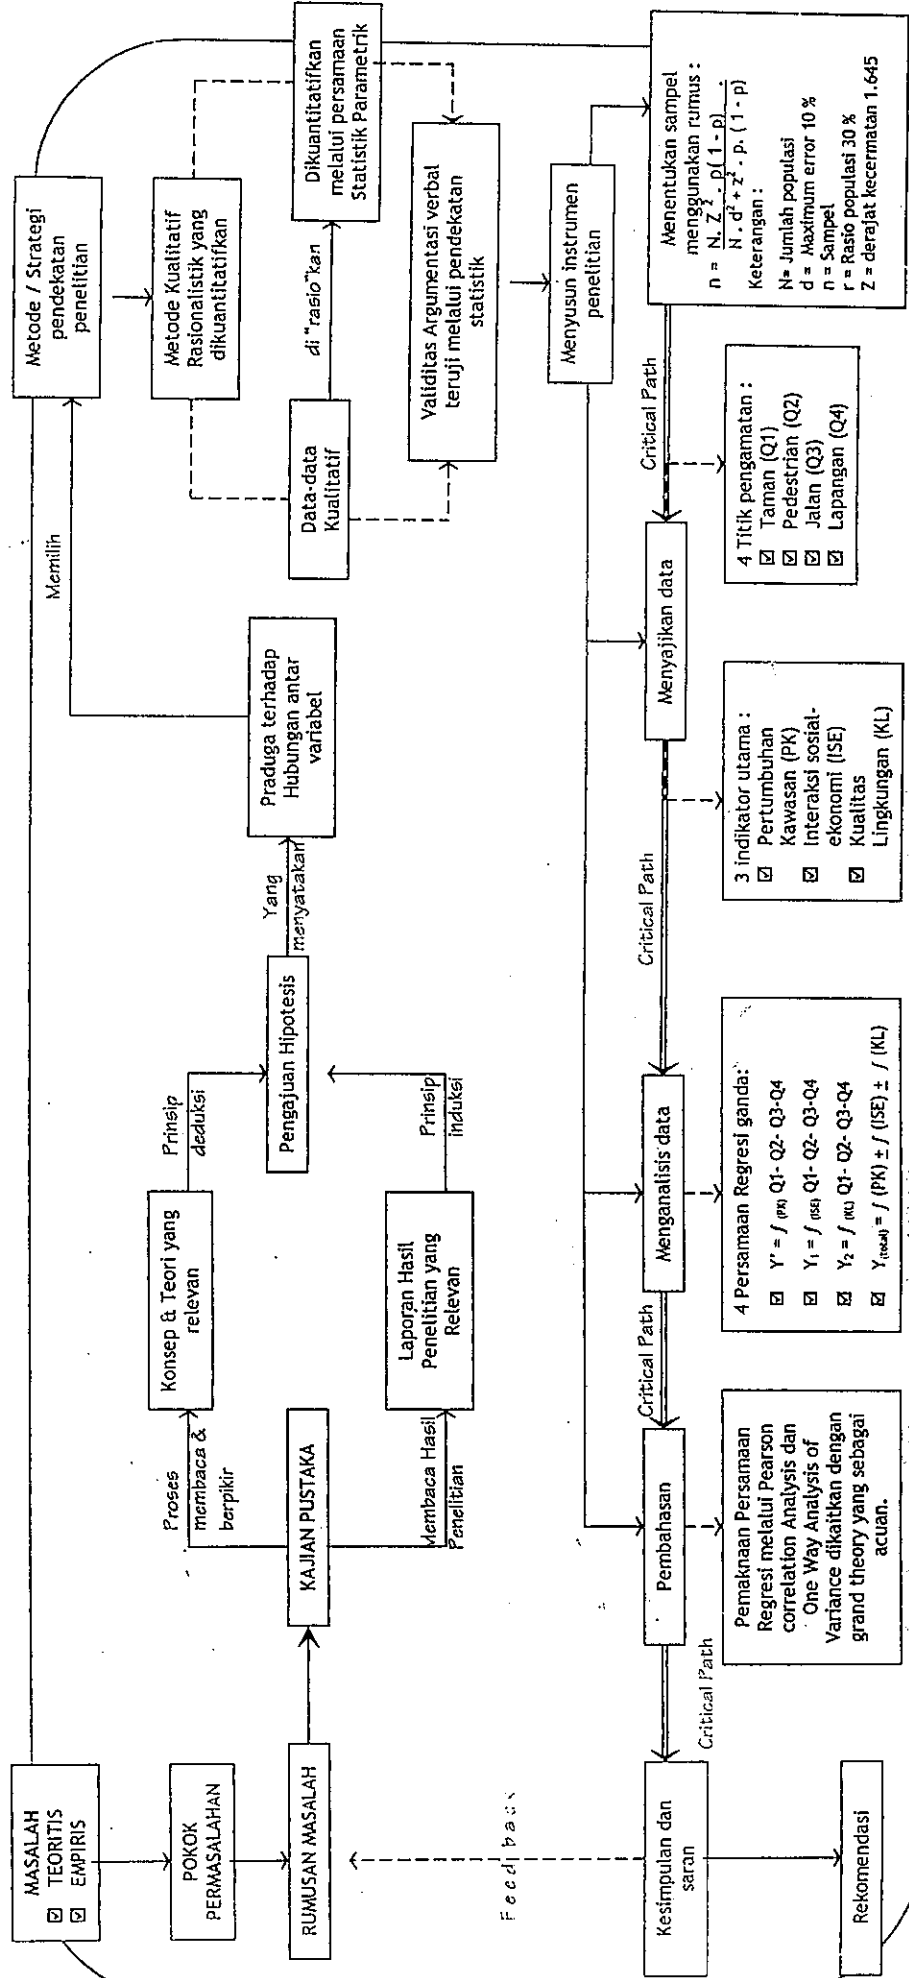 MASALAH
☑ TEORITIS
☑ EMPIRIS
POKOK
PERMASALAHAN
RUMUSAN MASALAH
KAJIAN PUSTAKA
Proses
membaca &
berpikir
Konsep & Teori yang
relevan
Prinsip
deduksi
Membaca Hasil
Penelitian
Laporan Hasil
Penelitian yang
Relevan
Prinsip
induksi
Pengajuan Hipotesis
Yang
menyatakan
Praduga terhadap
Hubungan antar
variabel
Memilih
Metode / Strategi
pendekatan
penelitian
Metode Kualitatif
Rasionalistik yang
dikuantitatifkan
Data-data
Kualitatif
di "rasio"kan
Dikuantitatifkan
melalui persamaan
Statistik Parametrik
Validitas Argumentasi verbal
teruji melalui pendekatan
statistik
Menyusun instrumen
penelitian
Menentukan sampel
menggunakan rumus :
n = N. Z² . p( 1 - p) .
N . d² + z² . p. ( 1 - p)
Keterangan :
N= Jumlah populasi
d = Maximum error 10 %
n = Sampel
r = Rasio populasi 30 %
Z = derajat kecermatan 1.645
Critical Path
4 Titik pengamatan :
☑ Taman (Q1)
☑ Pedestrian (Q2)
☑ Jalan (Q3)
☑ Lapangan (Q4)
Menyajikan data
Critical Path
3 indikator utama :
☑ Pertumbuhan
Kawasan (PK)
☑ Interaksi sosial-
ekonomi (ISE)
☑ Kualitas
Lingkungan (KL)
Menganalisis data
Critical Path
4 Persamaan Regresi ganda:
☑ Y' = ∫ (PK) Q1- Q2- Q3-Q4
☑ Y₁ = ∫ (ISE) Q1- Q2- Q3-Q4
☑ Y₂ = ∫ (KL) Q1- Q2- Q3-Q4
☑ Y(total) = ∫ (PK) ± ∫ (ISE) ± ∫ (KL)
Pembahasan
Critical Path
Pemaknaan Persamaan
Regresi melalui Pearson
correlation Analysis dan
One Way Analysis of
Variance dikaitkan dengan
grand theory yang sebagai
acuan.
Kesimpulan dan
saran
Feedback
Rekomendasi